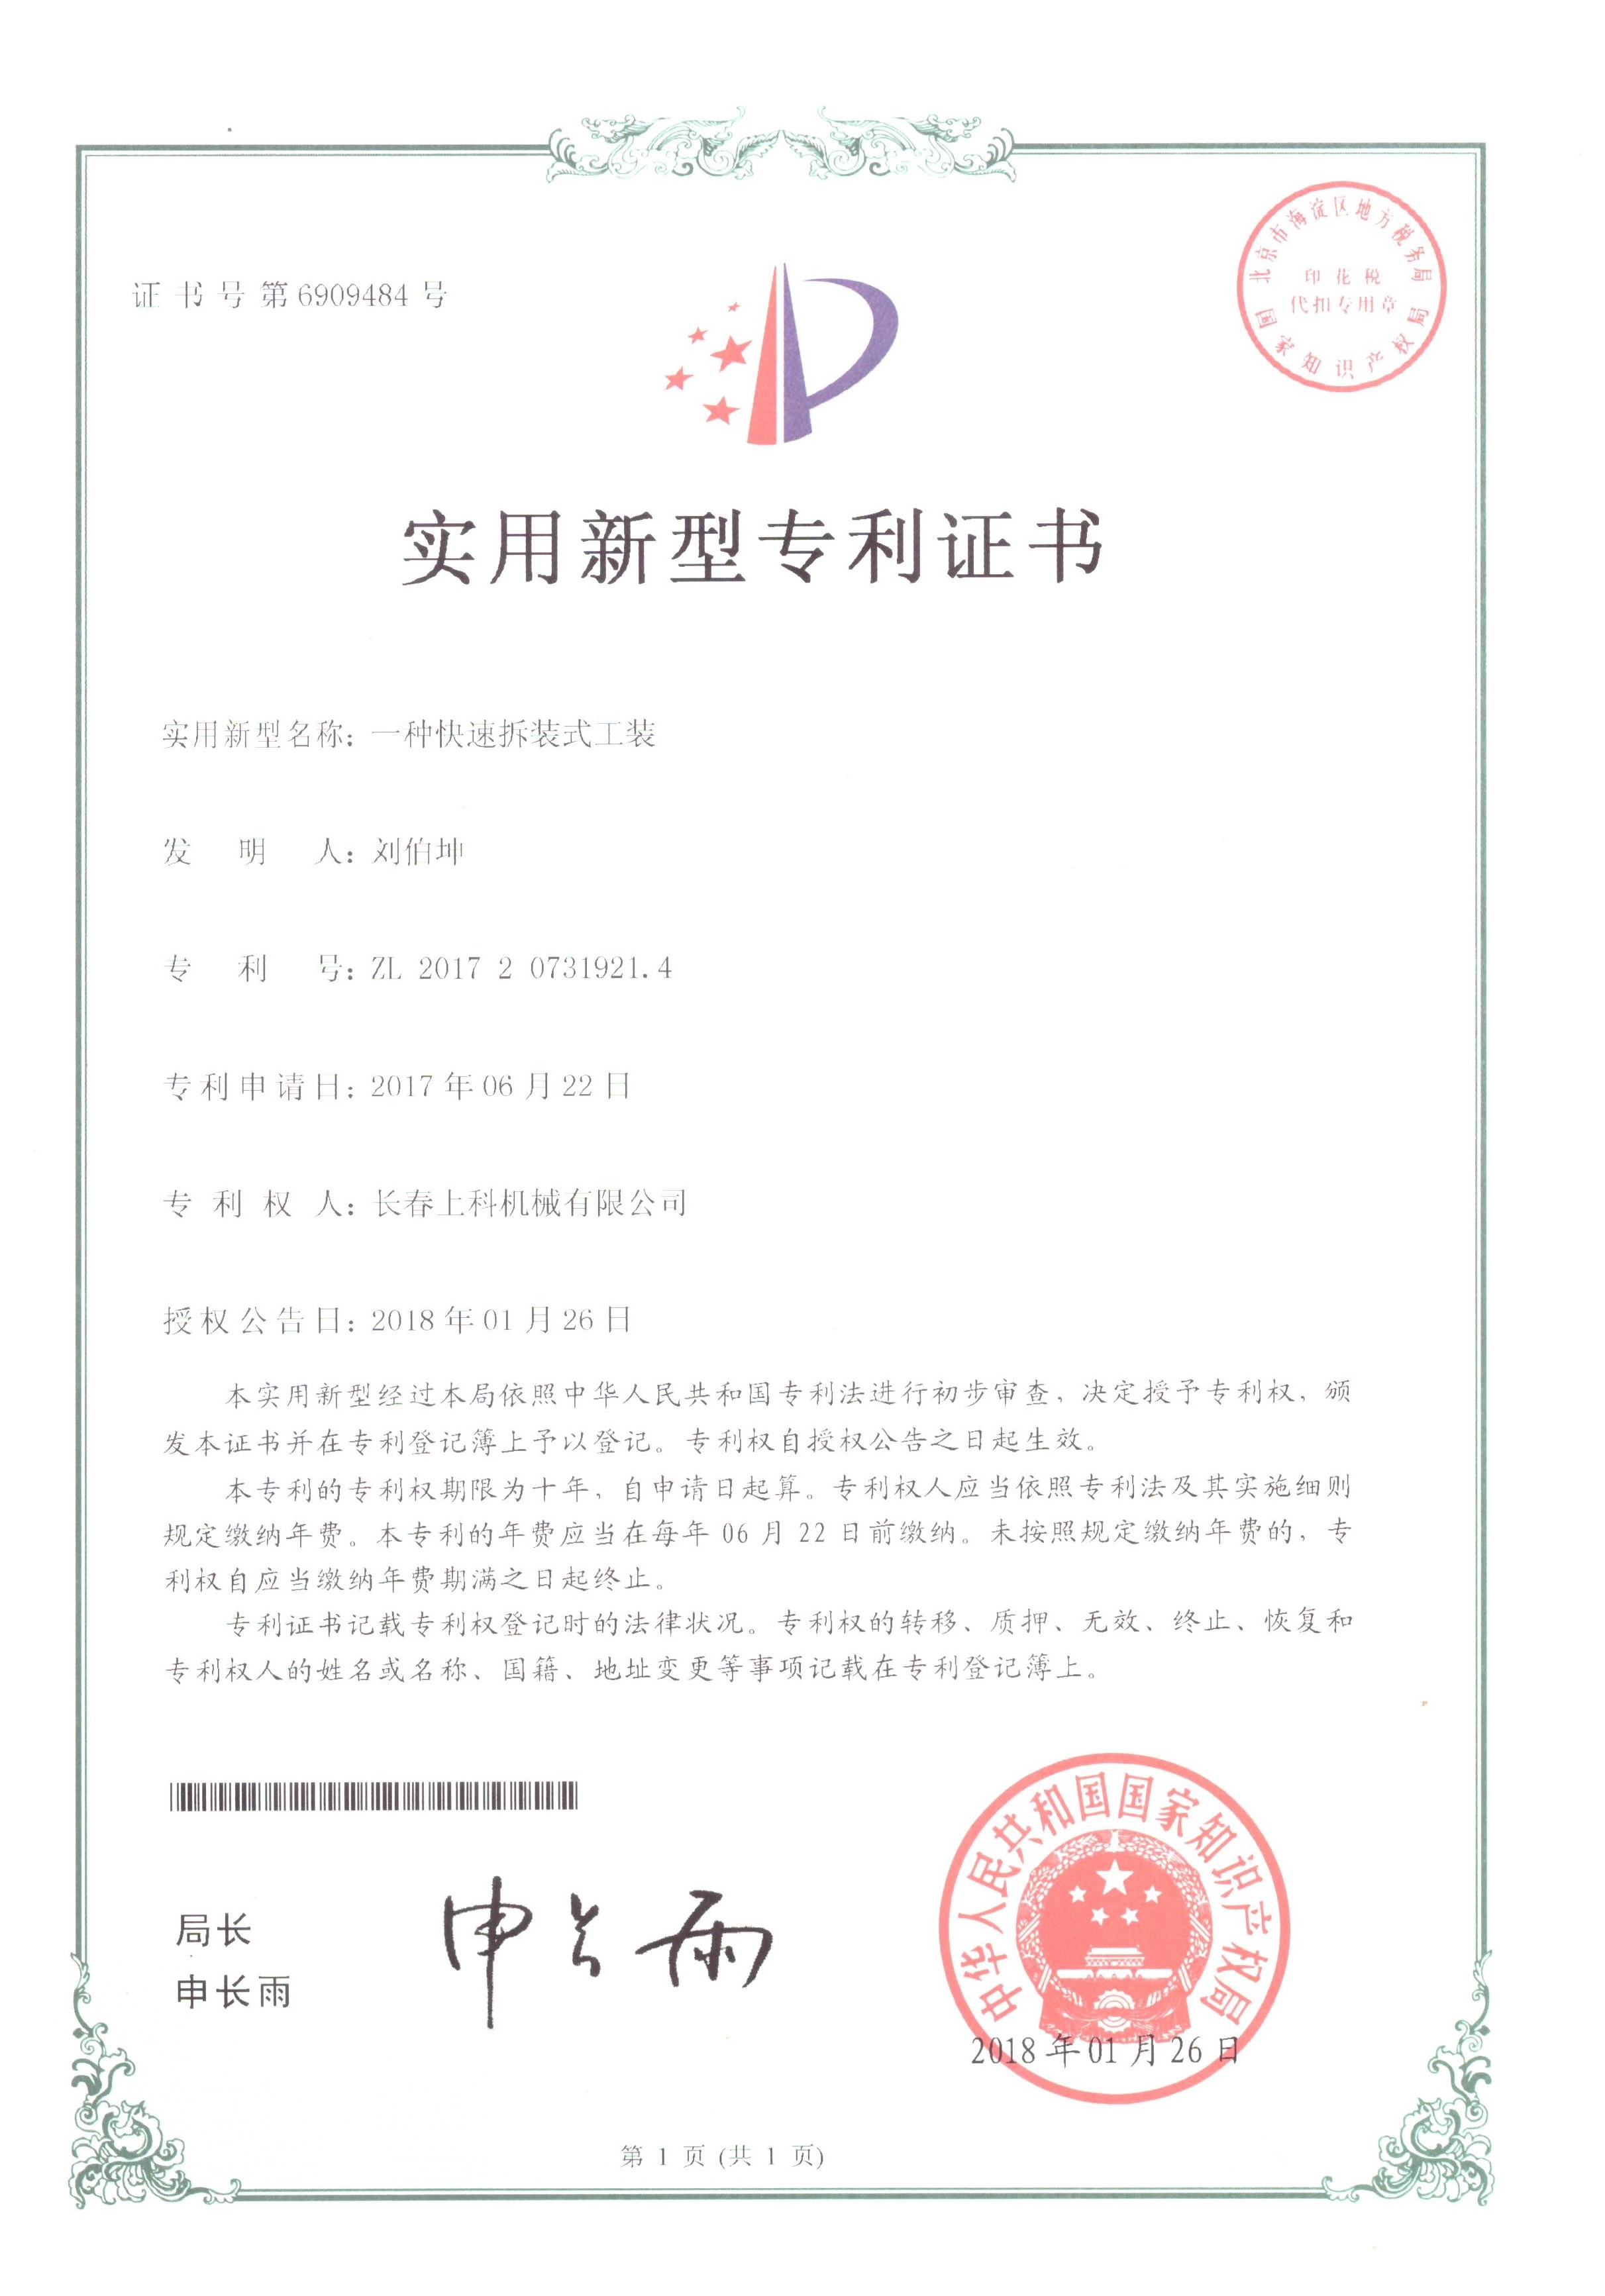 证书号第6909484号
北京市海淀区地方税务局
印花税
代扣专用章
国家知识产权局
实用新型专利证书
实用新型名称：一种快速拆装式工装
发明人：刘伯坤
专利号：ZL 2017 2 0731921.4
专利申请日：2017年06月22日
专利权人：长春上科机械有限公司
授权公告日：2018年01月26日
本实用新型经过本局依照中华人民共和国专利法进行初步审查，决定授予专利权，颁
发本证书并在专利登记簿上予以登记。专利权自授权公告之日起生效。
本专利的专利权期限为十年，自申请日起算。专利权人应当依照专利法及其实施细则
规定缴纳年费。本专利的年费应当在每年06月22日前缴纳。未按照规定缴纳年费的，专
利权自应当缴纳年费期满之日起终止。
专利证书记载专利权登记时的法律状况。专利权的转移、质押、无效、终止、恢复和
专利权人的姓名或名称、国籍、地址变更等事项记载在专利登记簿上。
局长
申长雨
申长雨
中华人民共和国国家知识产权局
2018年01月26日
第 1 页 (共 1 页)